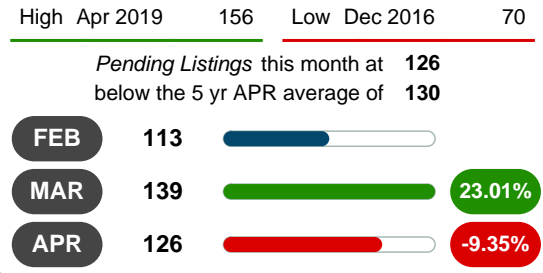 High Apr 2019 156 Low Dec 2016 70
Pending Listings this month at 126
below the 5 yr APR average of 130
FEB 113
MAR 139 23.01%
APR 126 -9.35%